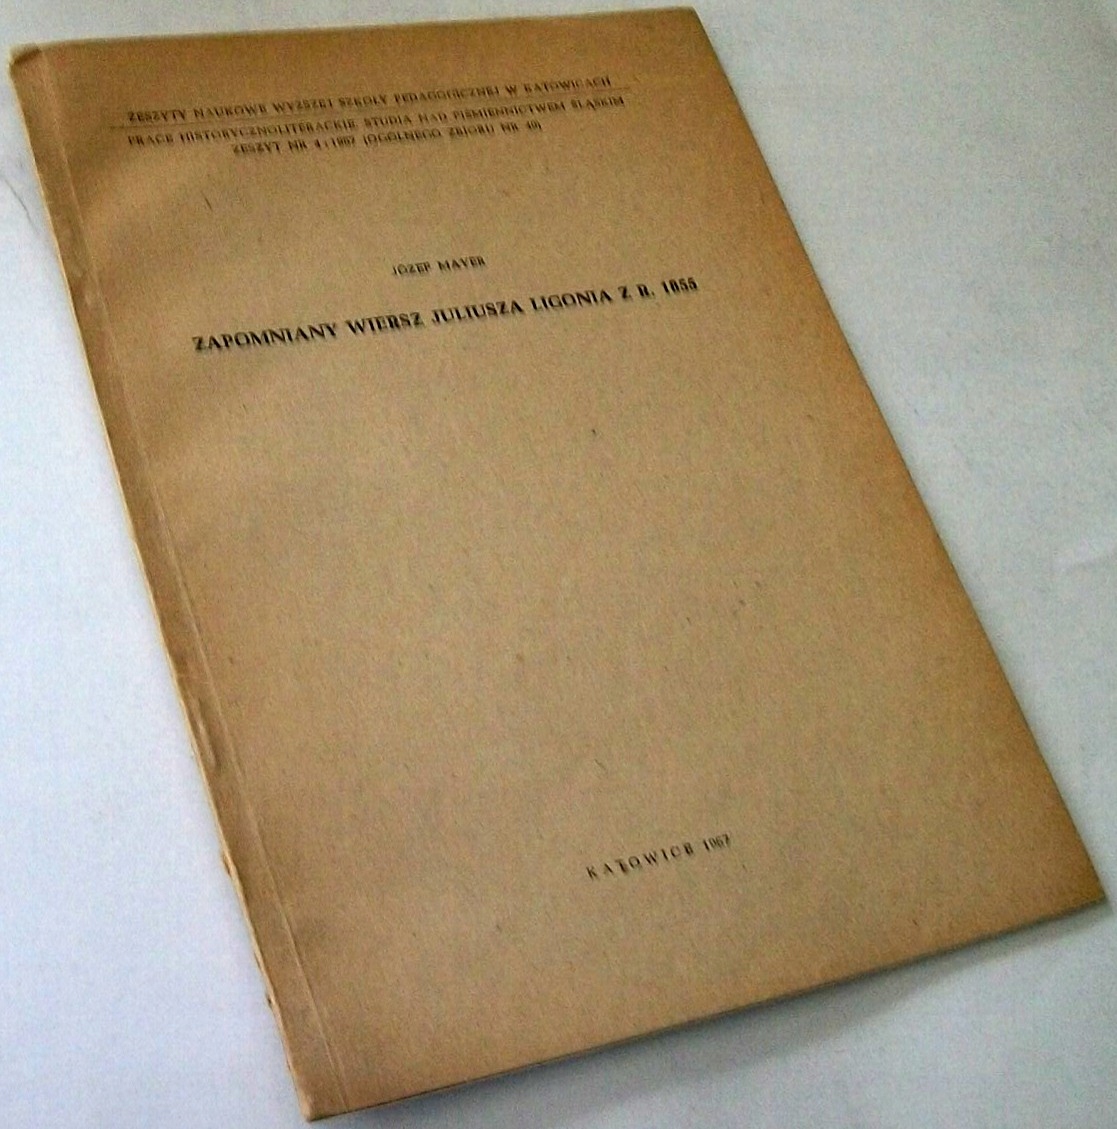 ZESZYTY NAUKOWE WYŻSZEJ SZKOŁY PEDAGOGICZNEJ W KATOWICACH
PRACE HISTORYCZNOLITERACKIE. STUDIA NAD PIŚMIENNICTWEM ŚLĄSKIM
ZESZYT NR 4 : 1967 (OGÓLNEGO ZBIORU NR 40)
JÓZEF MAYER
ZAPOMNIANY WIERSZ JULIUSZA LIGONIA Z R. 1855
KATOWICE 1967